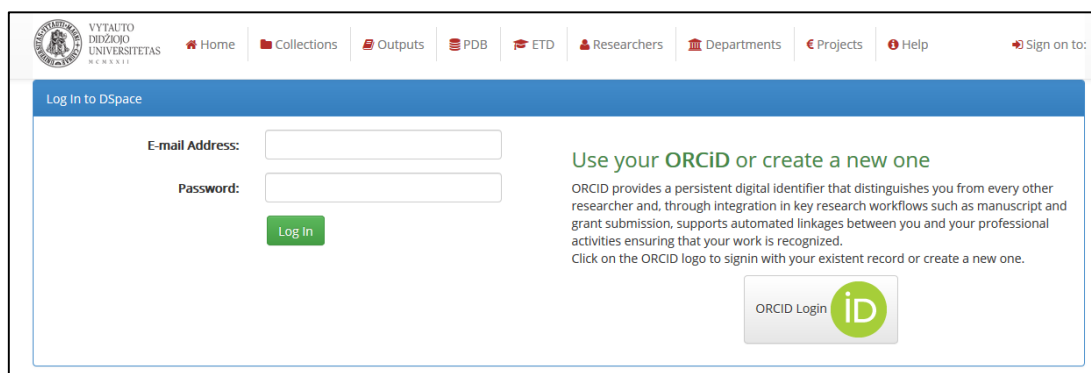 VYTAUTO
DIDŽIOJO
UNIVERSITETAS
MCMXXII
Home Collections Outputs PDB ETD Researchers Departments € Projects Help Sign on to:
Log In to DSpace
E-mail Address:
Password:
Log In
Use your ORCiD or create a new one
ORCID provides a persistent digital identifier that distinguishes you from every other
researcher and, through integration in key research workflows such as manuscript and
grant submission, supports automated linkages between you and your professional
activities ensuring that your work is recognized.
Click on the ORCID logo to signin with your existent record or create a new one.
ORCID Login iD